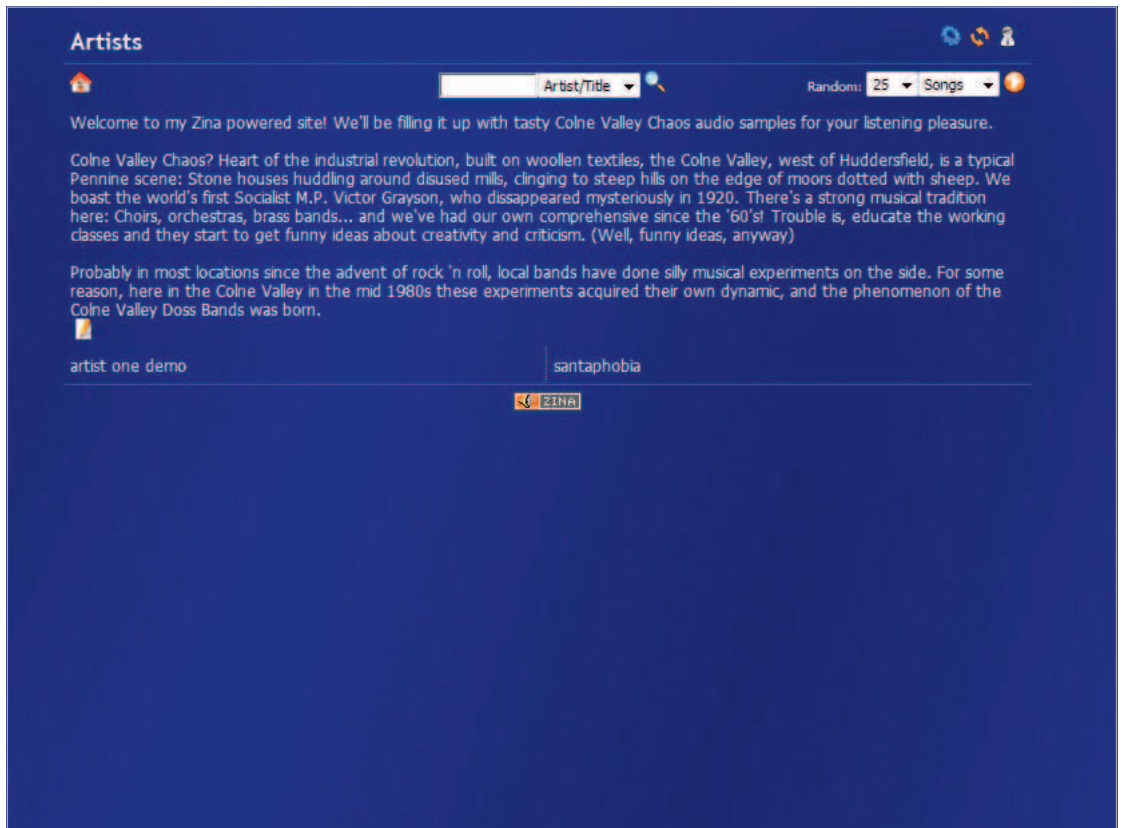 Artists
Artist/Title
Random: 25 Songs
Welcome to my Zina powered site! We'll be filling it up with tasty Colne Valley Chaos audio samples for your listening pleasure.
Colne Valley Chaos? Heart of the industrial revolution, built on woollen textiles, the Colne Valley, west of Huddersfield, is a typical
Pennine scene: Stone houses huddling around disused mills, clinging to steep hills on the edge of moors dotted with sheep. We
boast the world's first Socialist M.P. Victor Grayson, who dissappeared mysteriously in 1920. There's a strong musical tradition
here: Choirs, orchestras, brass bands... and we've had our own comprehensive since the '60's! Trouble is, educate the working
classes and they start to get funny ideas about creativity and criticism. (Well, funny ideas, anyway)
Probably in most locations since the advent of rock 'n roll, local bands have done silly musical experiments on the side. For some
reason, here in the Colne Valley in the mid 1980s these experiments acquired their own dynamic, and the phenomenon of the
Colne Valley Doss Bands was born.
artist one demo santaphobia
ZINA